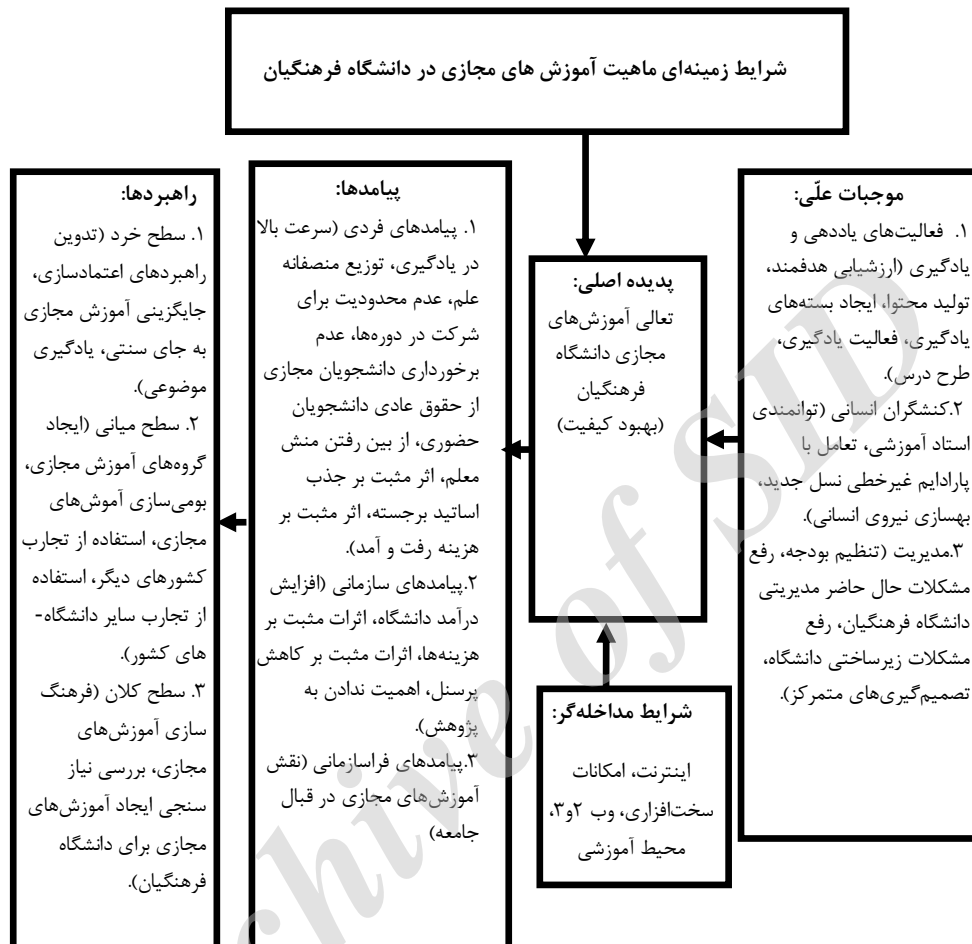 شرایط زمینه‌ای ماهیت آموزش های مجازی در دانشگاه فرهنگیان
موجبات علّی:
۱. فعالیت‌های یاددهی و
یادگیری (ارزشیابی هدفمند،
تولید محتوا، ایجاد بسته‌های
یادگیری، فعالیت یادگیری،
طرح درس).
۲.کنشگران انسانی (توانمندی
استاد آموزشی، تعامل با
پارادایم غیرخطی نسل جدید،
بهسازی نیروی انسانی).
۳.مدیریت (تنظیم بودجه، رفع
مشکلات حال حاضر مدیریتی
دانشگاه فرهنگیان، رفع
مشکلات زیرساختی دانشگاه،
تصمیم‌گیری‌های متمرکز).
پدیده اصلی:
تعالی آموزش‌های
مجازی دانشگاه
فرهنگیان
(بهبود کیفیت)
شرایط مداخله‌گر:
اینترنت، امکانات
سخت‌افزاری، وب ۲و۳،
محیط آموزشی
پیامدها:
۱. پیامدهای فردی (سرعت بالا
در یادگیری، توزیع منصفانه
علم، عدم محدودیت برای
شرکت در دوره‌ها، عدم
برخورداری دانشجویان مجازی
از حقوق عادی دانشجویان
حضوری، از بین رفتن منش
معلم، اثر مثبت بر جذب
اساتید برجسته، اثر مثبت بر
هزینه رفت و آمد).
۲.پیامدهای سازمانی (افزایش
درآمد دانشگاه، اثرات مثبت بر
هزینه‌ها، اثرات مثبت بر کاهش
پرسنل، اهمیت ندادن به
پژوهش).
۳.پیامدهای فراسازمانی (نقش
آموزش‌های مجازی در قبال
جامعه)
راهبردها:
۱. سطح خرد (تدوین
راهبردهای اعتمادسازی،
جایگزینی آموزش مجازی
به جای سنتی، یادگیری
موضوعی).
۲. سطح میانی (ایجاد
گروه‌های آموزش مجازی،
بومی‌سازی آموش‌های
مجازی، استفاده از تجارب
کشورهای دیگر، استفاده
از تجارب سایر دانشگاه-
های کشور).
۳. سطح کلان (فرهنگ
سازی آموزش‌های
مجازی، بررسی نیاز
سنجی ایجاد آموزش‌های
مجازی برای دانشگاه
فرهنگیان).
chive of SID